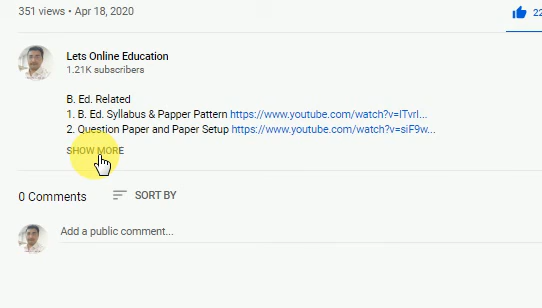 351 views • Apr 18, 2020
22
Lets Online Education
1.21K subscribers
B. Ed. Related
1. B. Ed. Syllabus & Papper Pattern https://www.youtube.com/watch?v=ITvrl...
2. Question Paper and Paper Setup https://www.youtube.com/watch?v=siF9w...
SHOW MORE
0 Comments SORT BY
Add a public comment...